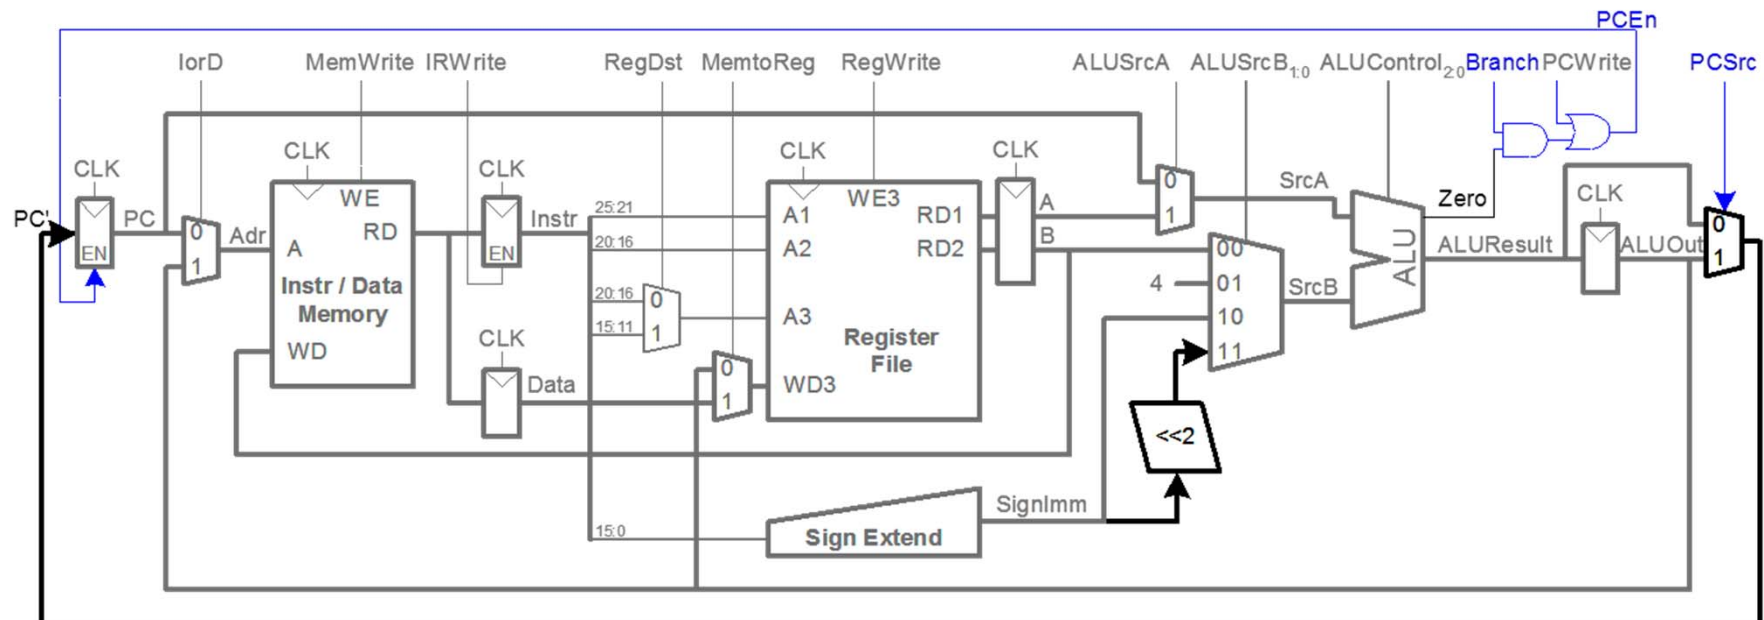 PCEn
IorD MemWrite IRWrite RegDst MemtoReg RegWrite ALUSrcA ALUSrcB1:0 ALUControl2:0 Branch PCWrite PCSrc
CLK CLK CLK CLK CLK CLK
PC' PC EN
0 1 Adr
WE
A RD
Instr / Data
Memory
WD
EN Instr
CLK
Data
25:21
20:16
20:16 0
15:11 1
0
1
WE3
A1 RD1
A2 RD2
A3
Register
File
WD3
A
B
0
1
SrcA
00
4 01
10
11
SrcB
ALU
Zero
ALUResult
CLK
ALUOut
0
1
<<2
SignImm
15:0
Sign Extend